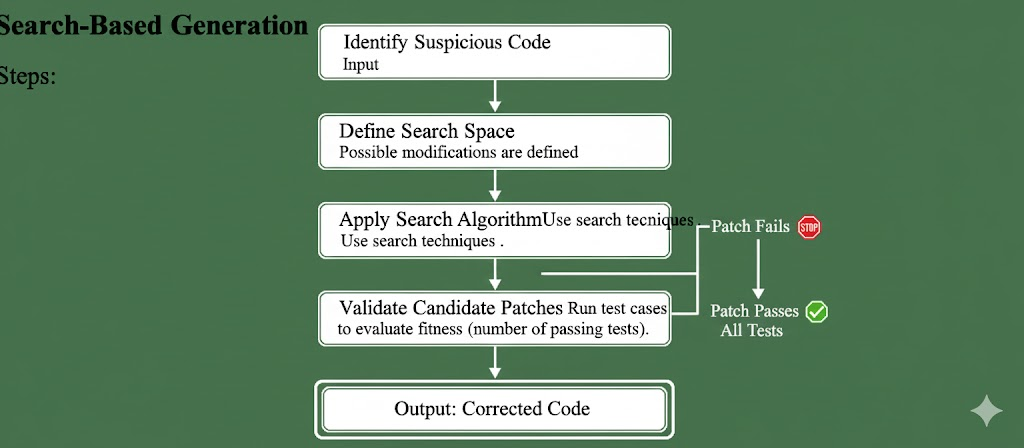 Search-Based Generation
Steps:
Identify Suspicious Code
Input
Define Search Space
Possible modifications are defined
Apply Search AlgorithmUse search tecniques .
Use search techniques .
Patch Fails
STOP
Validate Candidate Patches Run test cases
to evaluate fitness (number of passing tests).
Patch Passes
All Tests
Output: Corrected Code